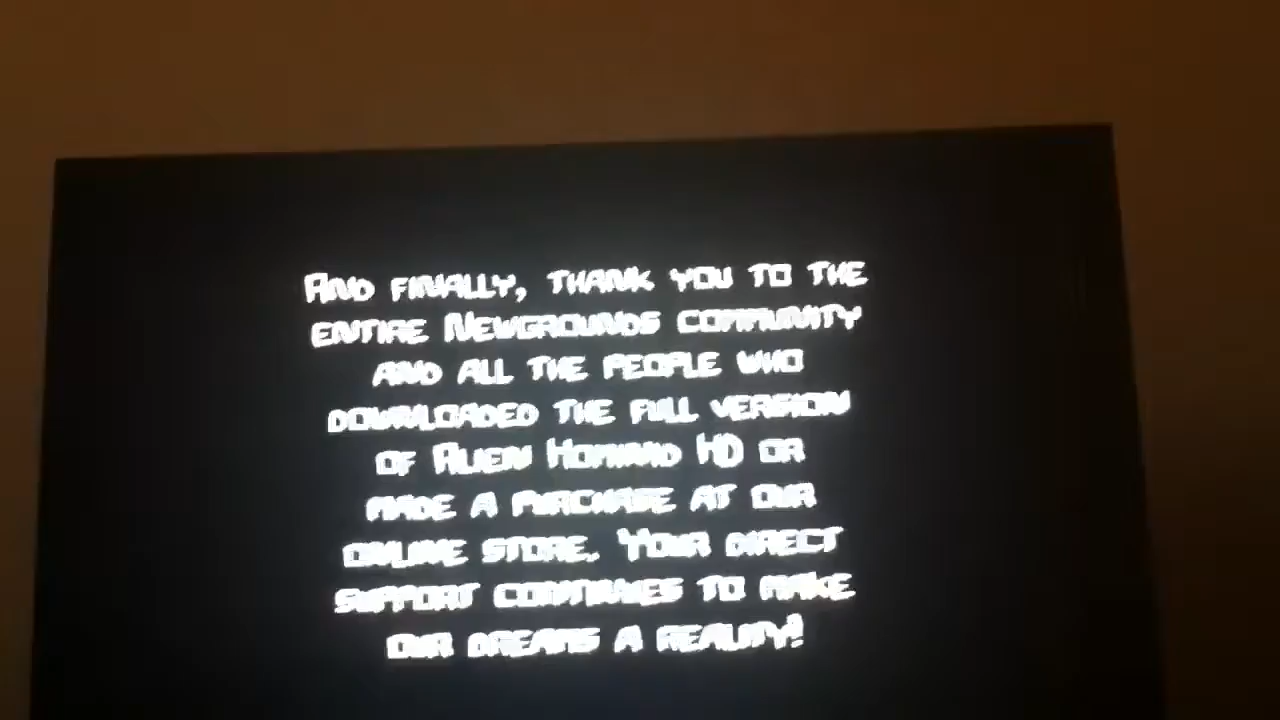 And finally, thank you to the
entire Newgrounds community
and all the people who
downloaded the full version
of Alien Hominid HD or
made a purchase at our
online store. Your direct
support continues to make
our dreams a reality!